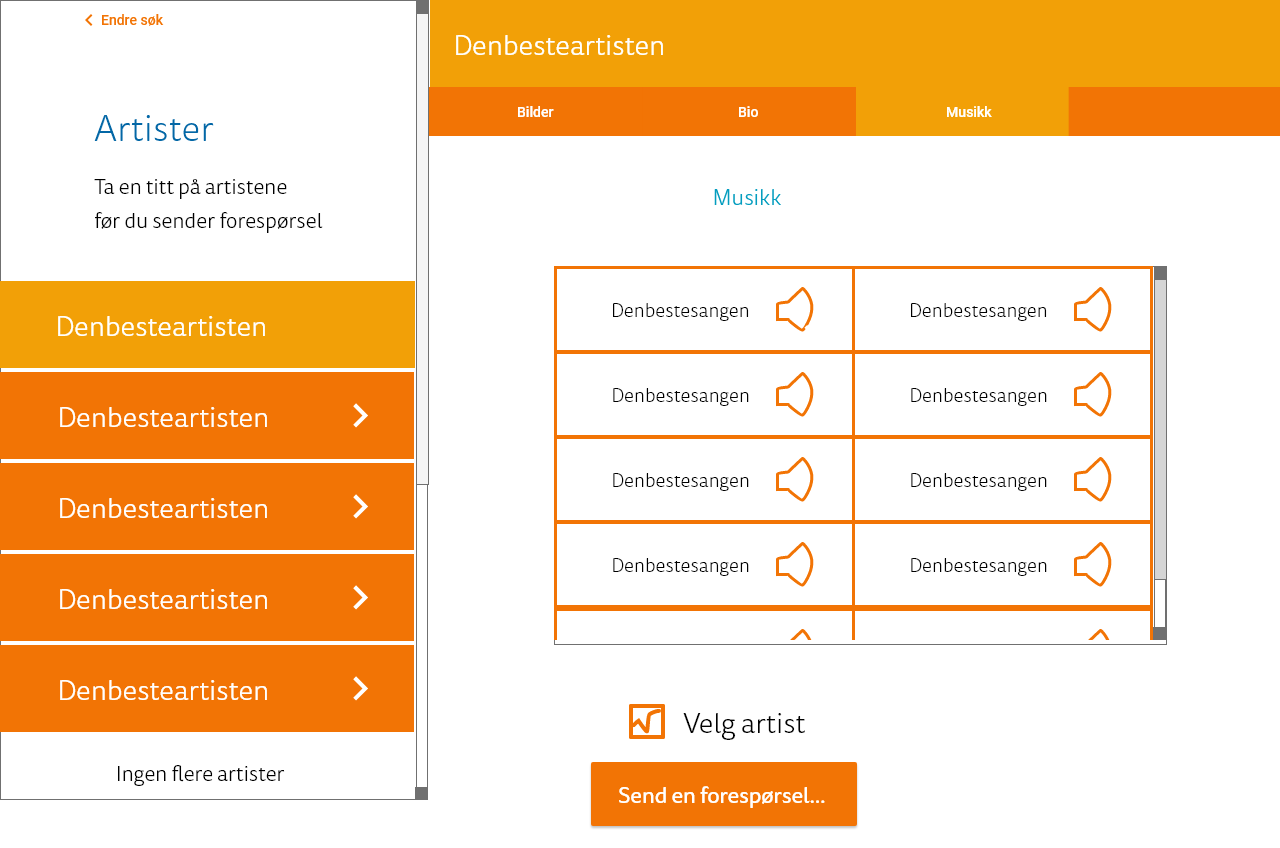 Endre søk
Artister
Ta en titt på artistene
før du sender forespørsel
Denbesteartisten
Denbesteartisten
Denbesteartisten
Denbesteartisten
Denbesteartisten
Ingen flere artister
Denbesteartisten
Bilder Bio Musikk
Musikk
Denbestesangen Denbestesangen
Denbestesangen Denbestesangen
Denbestesangen Denbestesangen
Denbestesangen Denbestesangen
Velg artist
Send en forespørsel...